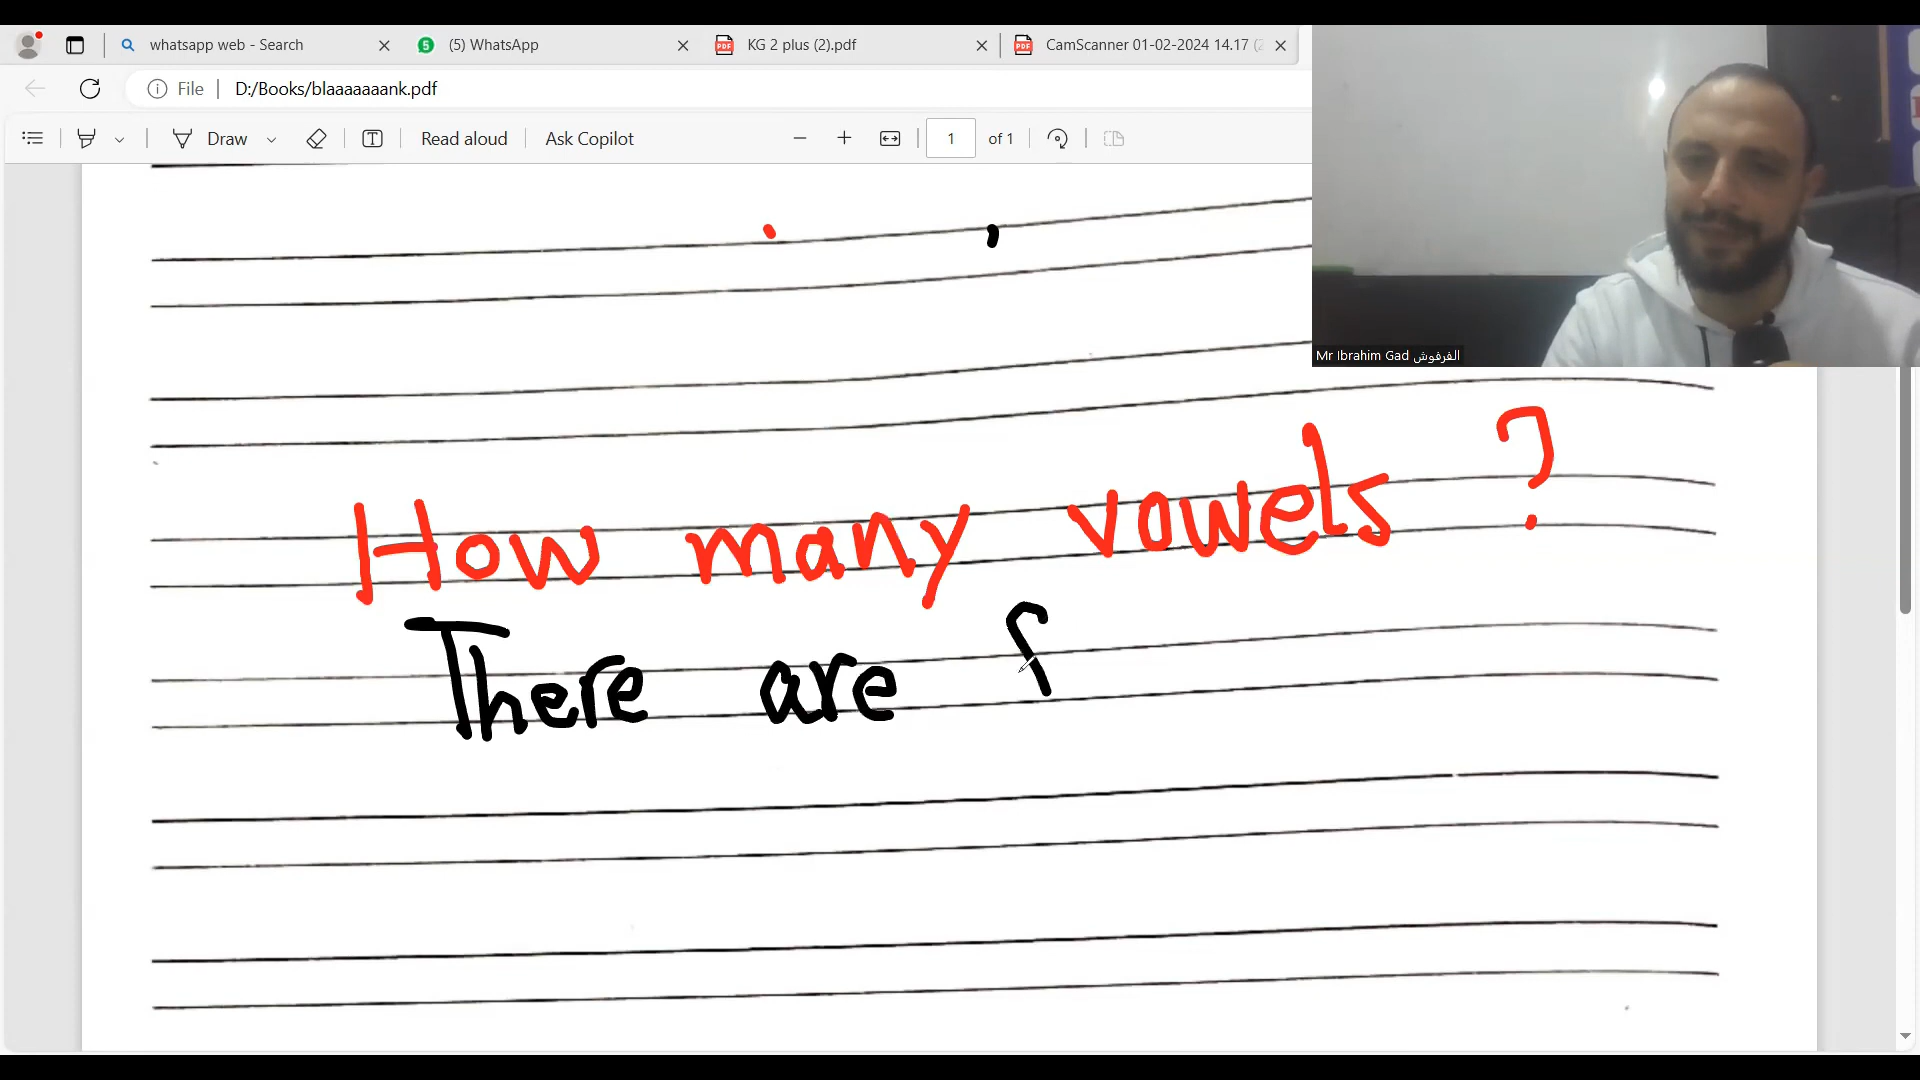 whatsapp web - Search
(5) WhatsApp
KG 2 plus (2).pdf
CamScanner 01-02-2024 14.17 (2
File
D:/Books/blaaaaaaank.pdf
Draw
Read aloud
Ask Copilot
1 of 1
Mr Ibrahim Gad الفرفوش
How many vowels ?
There are f